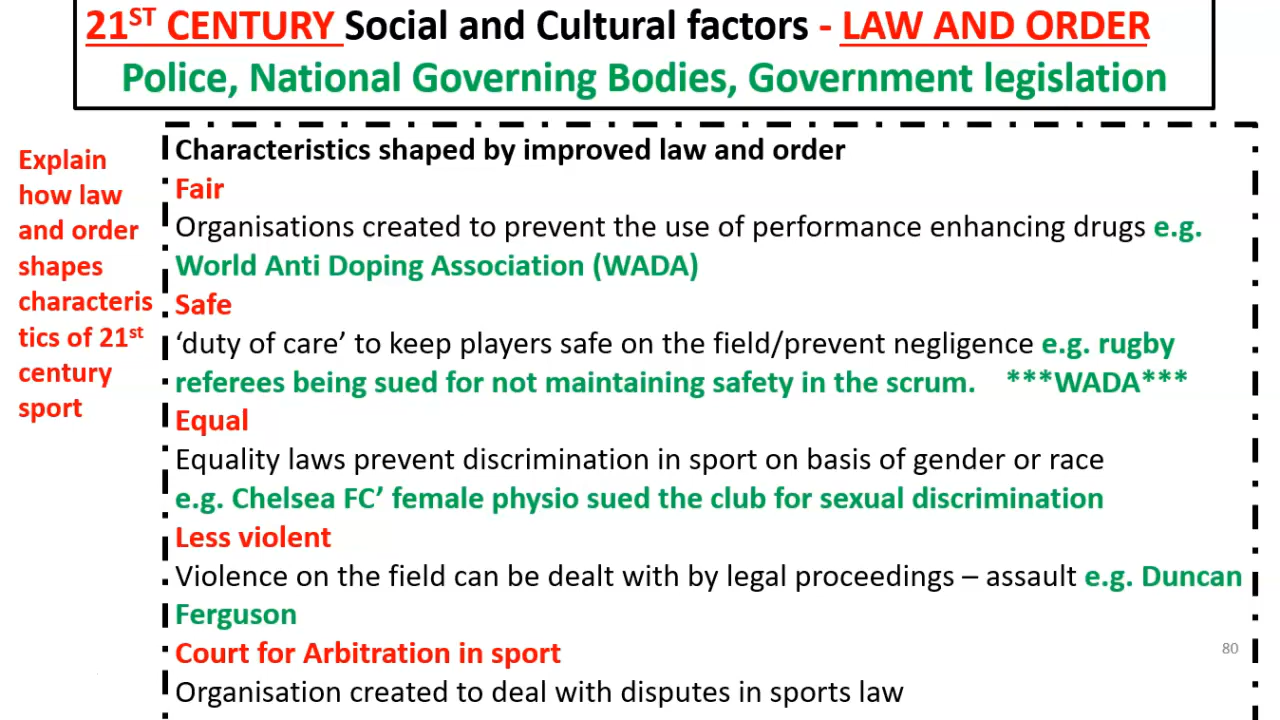 21ST CENTURY Social and Cultural factors - LAW AND ORDER
Police, National Governing Bodies, Government legislation
Explain
how law
and order
shapes
characteris
tics of 21st
century
sport
Characteristics shaped by improved law and order
Fair
Organisations created to prevent the use of performance enhancing drugs e.g.
World Anti Doping Association (WADA)
Safe
‘duty of care’ to keep players safe on the field/prevent negligence e.g. rugby
referees being sued for not maintaining safety in the scrum. ***WADA***
Equal
Equality laws prevent discrimination in sport on basis of gender or race
e.g. Chelsea FC’ female physio sued the club for sexual discrimination
Less violent
Violence on the field can be dealt with by legal proceedings – assault e.g. Duncan
Ferguson
Court for Arbitration in sport
Organisation created to deal with disputes in sports law
80